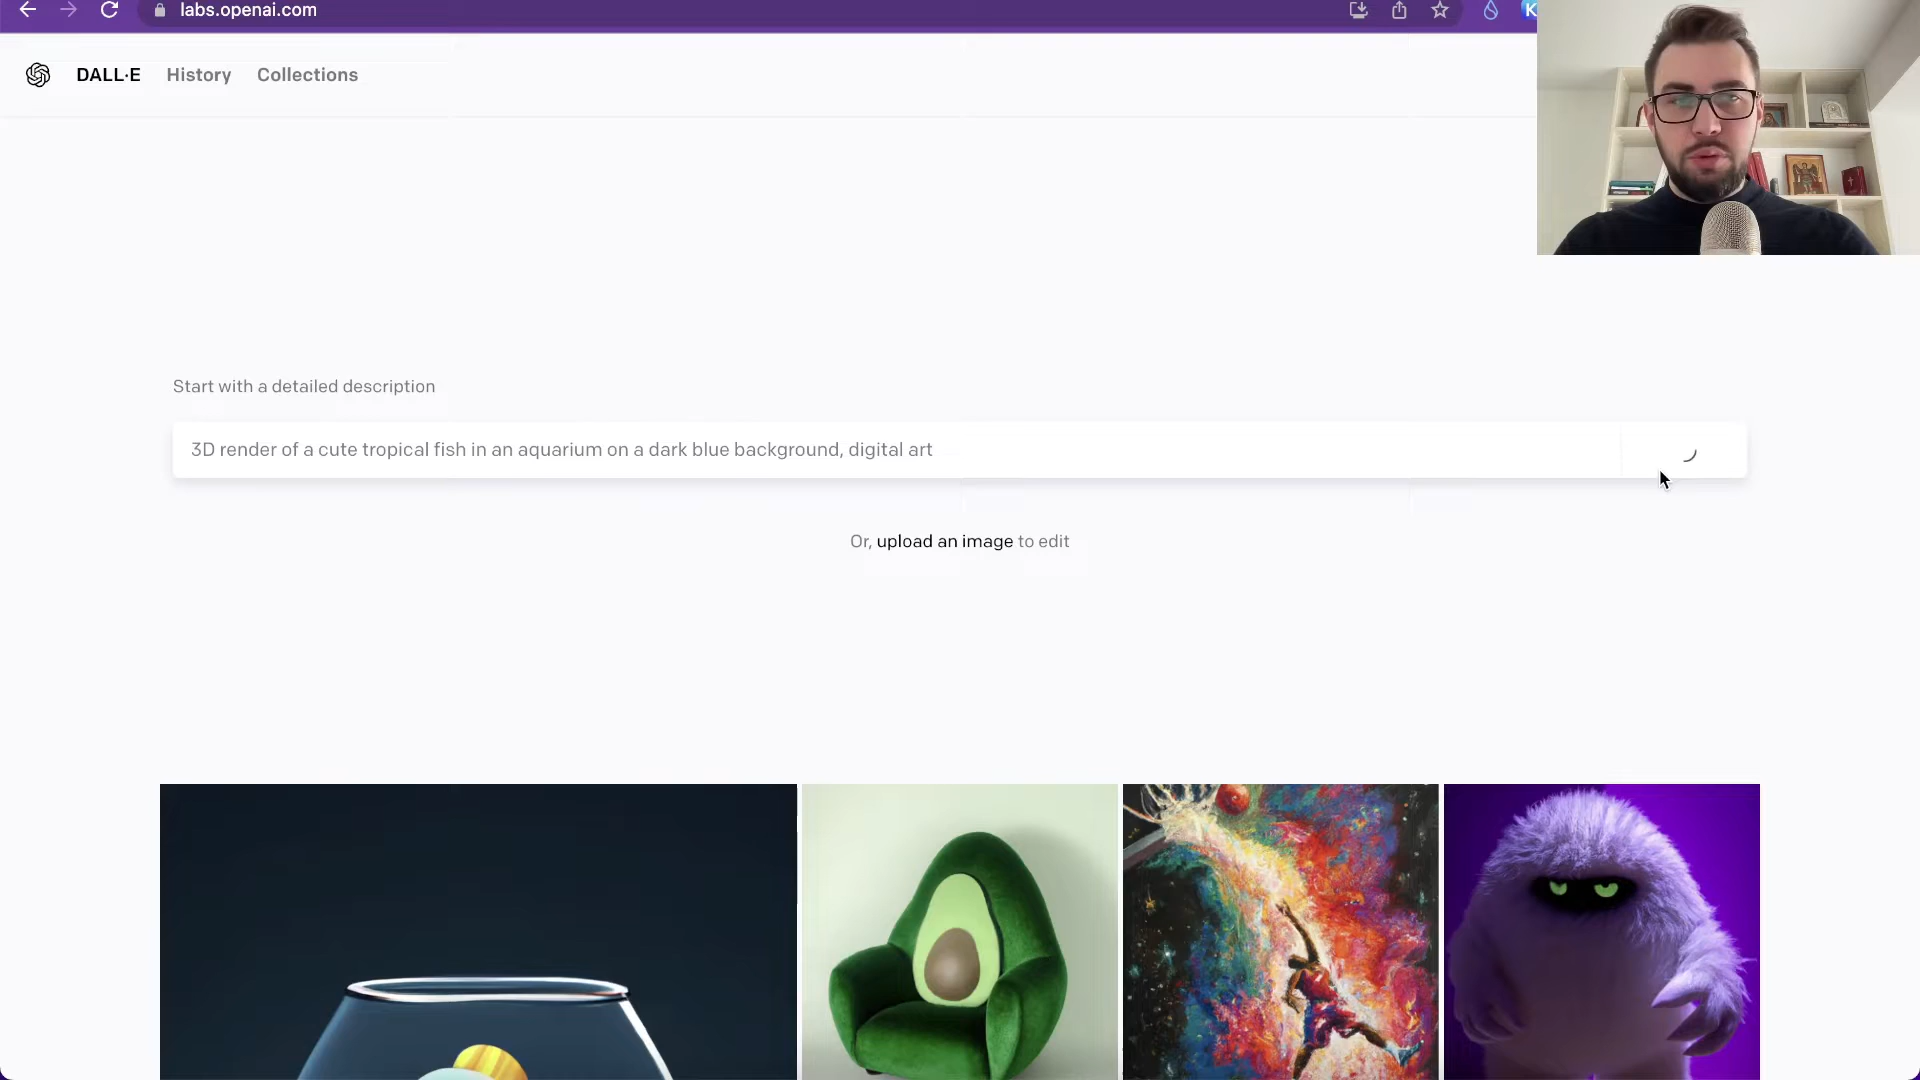 labs.openai.com
K
DALL·E History Collections
Start with a detailed description
3D render of a cute tropical fish in an aquarium on a dark blue background, digital art
Or, upload an image to edit